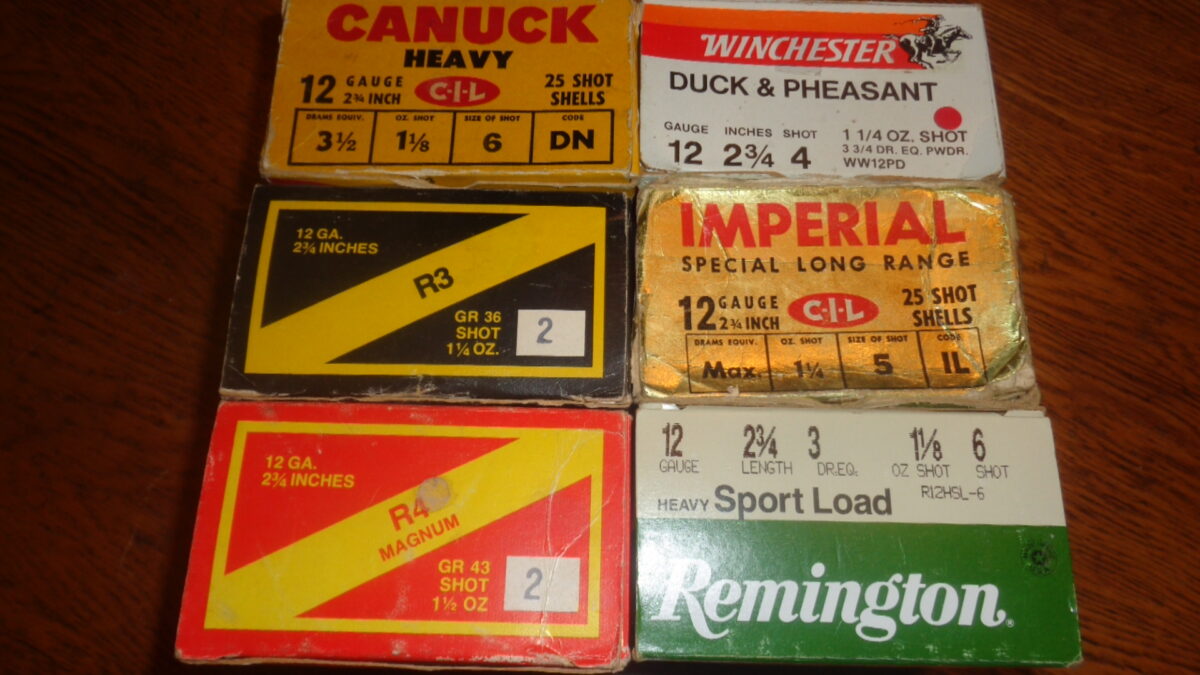 CANUCK
HEAVY
12 GAUGE
2¾ INCH
C-I-L
25 SHOT
SHELLS
DRAMS EQUIV. OZ. SHOT SIZE OF SHOT CODE
3½ 1⅛ 6 DN
WINCHESTER
DUCK & PHEASANT
GAUGE INCHES SHOT
12 2¾ 4
1 1/4 OZ. SHOT
3 3/4 DR. EQ. PWDR.
WW12PD
12 GA.
2¾ INCHES
R3
GR 36
SHOT
1¼ OZ.
2
IMPERIAL
SPECIAL LONG RANGE
12 GAUGE
2¾ INCH
C-I-L
25 SHOT
SHELLS
DRAMS EQUIV. OZ. SHOT SIZE OF SHOT CODE
Max. 1¼ 5 IL
12 GA.
2¾ INCHES
R4
MAGNUM
GR 43
SHOT
1½ OZ
2
12 2¾ 3 1⅛ 6
GAUGE LENGTH DR.EQ. OZ SHOT SHOT
HEAVY Sport Load R12HSL-6
Remington.